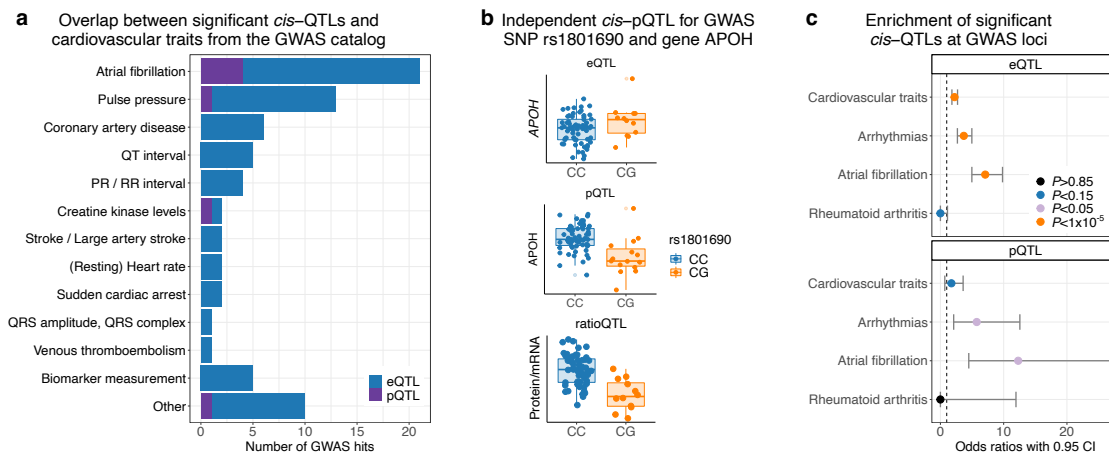 a Overlap between significant cis–QTLs and
cardiovascular traits from the GWAS catalog
Atrial fibrillation
Pulse pressure
Coronary artery disease
QT interval
PR / RR interval
Creatine kinase levels
Stroke / Large artery stroke
(Resting) Heart rate
Sudden cardiac arrest
QRS amplitude, QRS complex
Venous thromboembolism
Biomarker measurement
Other
eQTL
pQTL
0 5 10 15 20
Number of GWAS hits
b Independent cis–pQTL for GWAS
SNP rs1801690 and gene APOH
eQTL
APOH
CC CG
pQTL
APOH
CC CG
rs1801690
CC
CG
ratioQTL
Protein/mRNA
CC CG
c Enrichment of significant
cis–QTLs at GWAS loci
eQTL
Cardiovascular traits
Arrhythmias
Atrial fibrillation
Rheumatoid arthritis
P>0.85
P<0.15
P<0.05
P<1x10⁻⁵
pQTL
Cardiovascular traits
Arrhythmias
Atrial fibrillation
Rheumatoid arthritis
0 10 20
Odds ratios with 0.95 CI